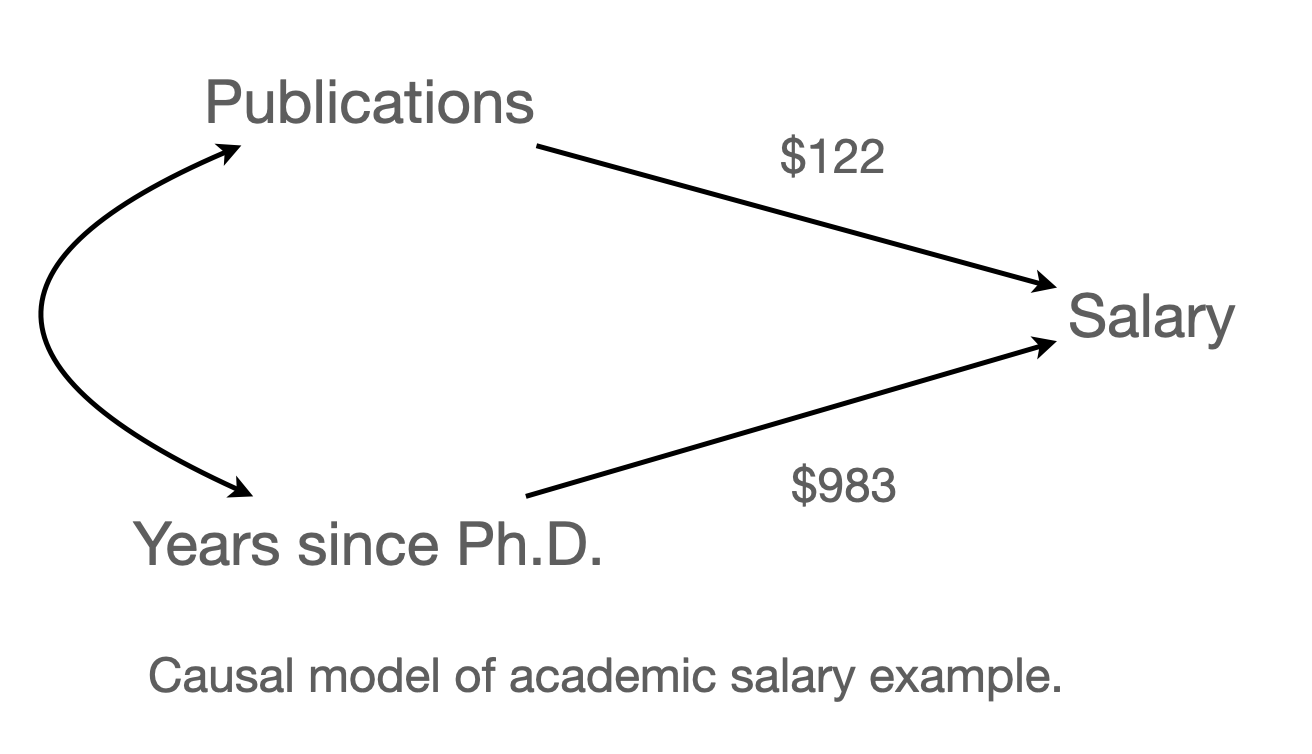 Publications
$122
Salary
$983
Years since Ph.D.
Causal model of academic salary example.